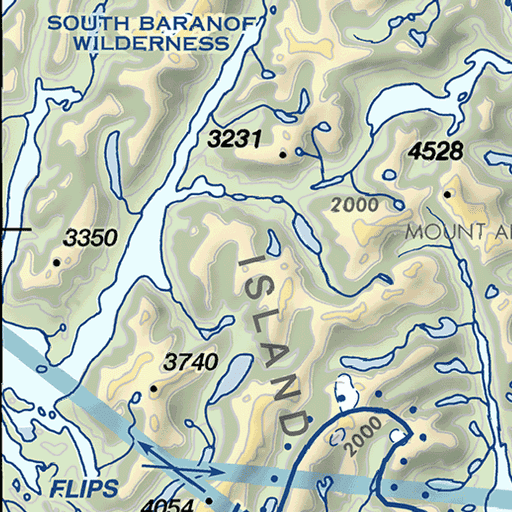 SOUTH BARANOF
WILDERNESS
3231
4528
2000
3350
MOUNT
ISLAND
3740
2000
FLIPS
4054